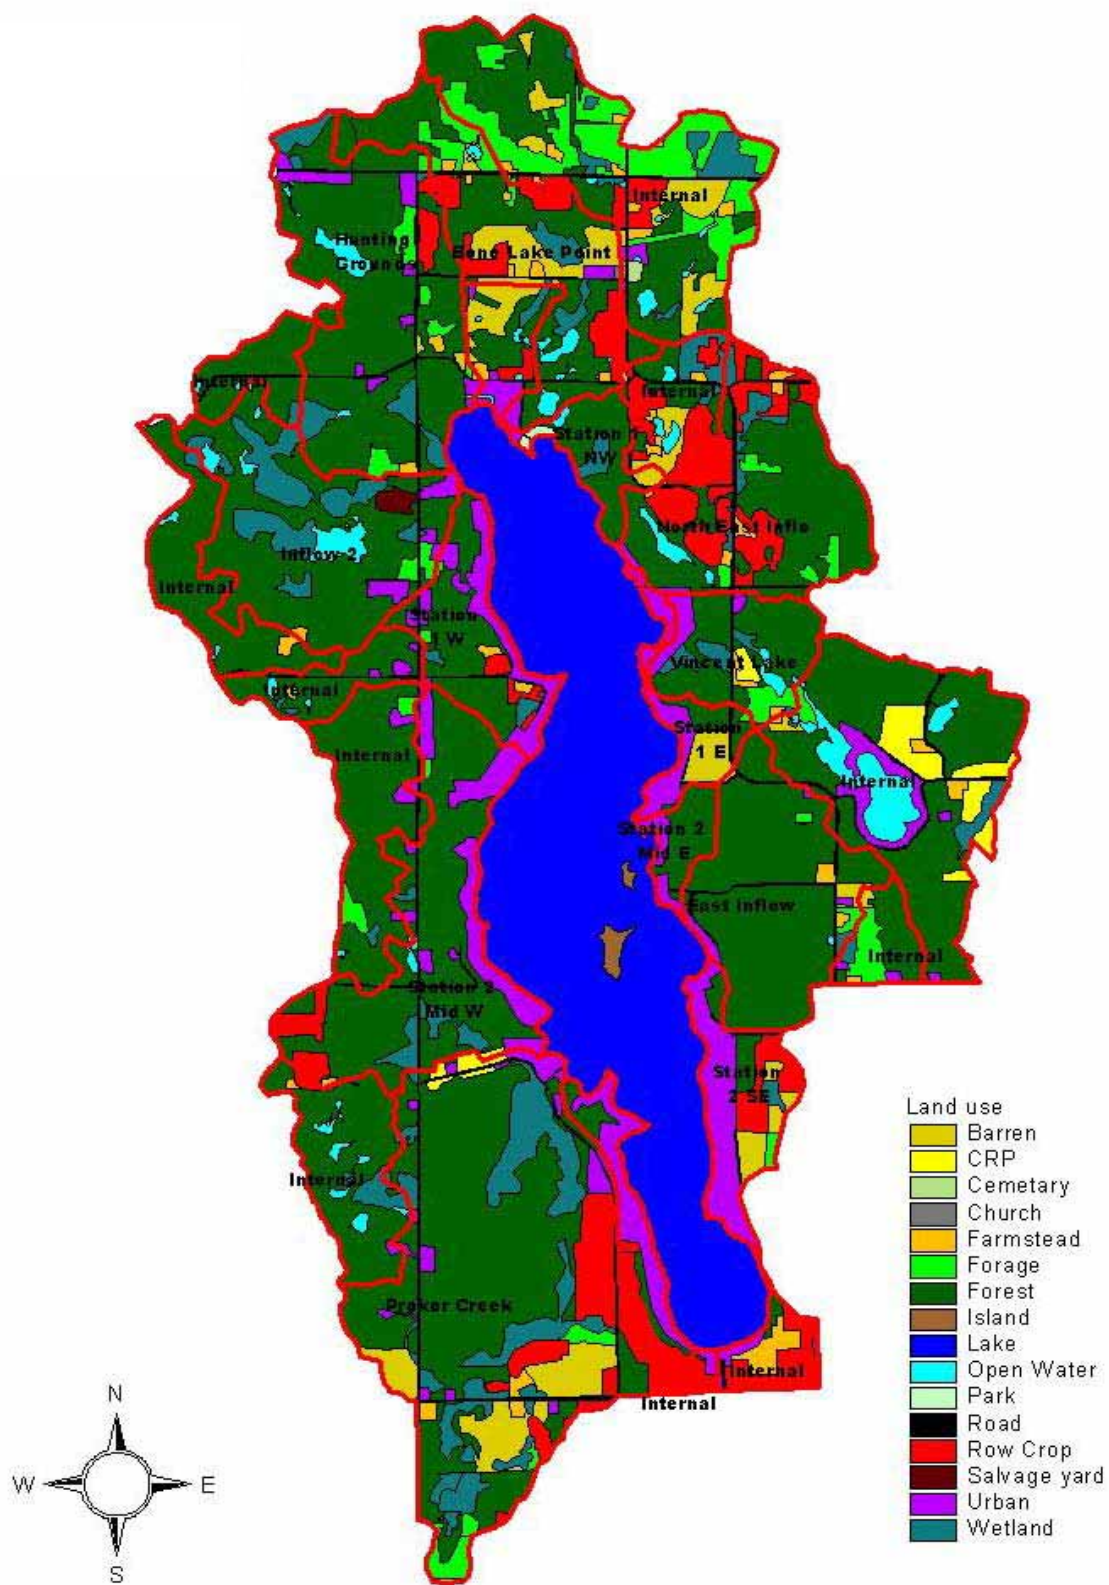 Internal
Hunting
Ground
Bone Lake Point
Internal
Internal
Station 1
NW
North East Inflo
Inflow 2
Internal
Station
1 W
Vincent Lake
Internal
Station
1 E
Internal
Internal
Station 2
Mid E
East Inflow
Internal
Station 2
Mid W
Station
2 SE
Internal
Proker Creek
Internal
Internal
Land use
Barren
CRP
Cemetary
Church
Farmstead
Forage
Forest
Island
Lake
Open Water
Park
Road
Row Crop
Salvage yard
Urban
Wetland
N
W
E
S